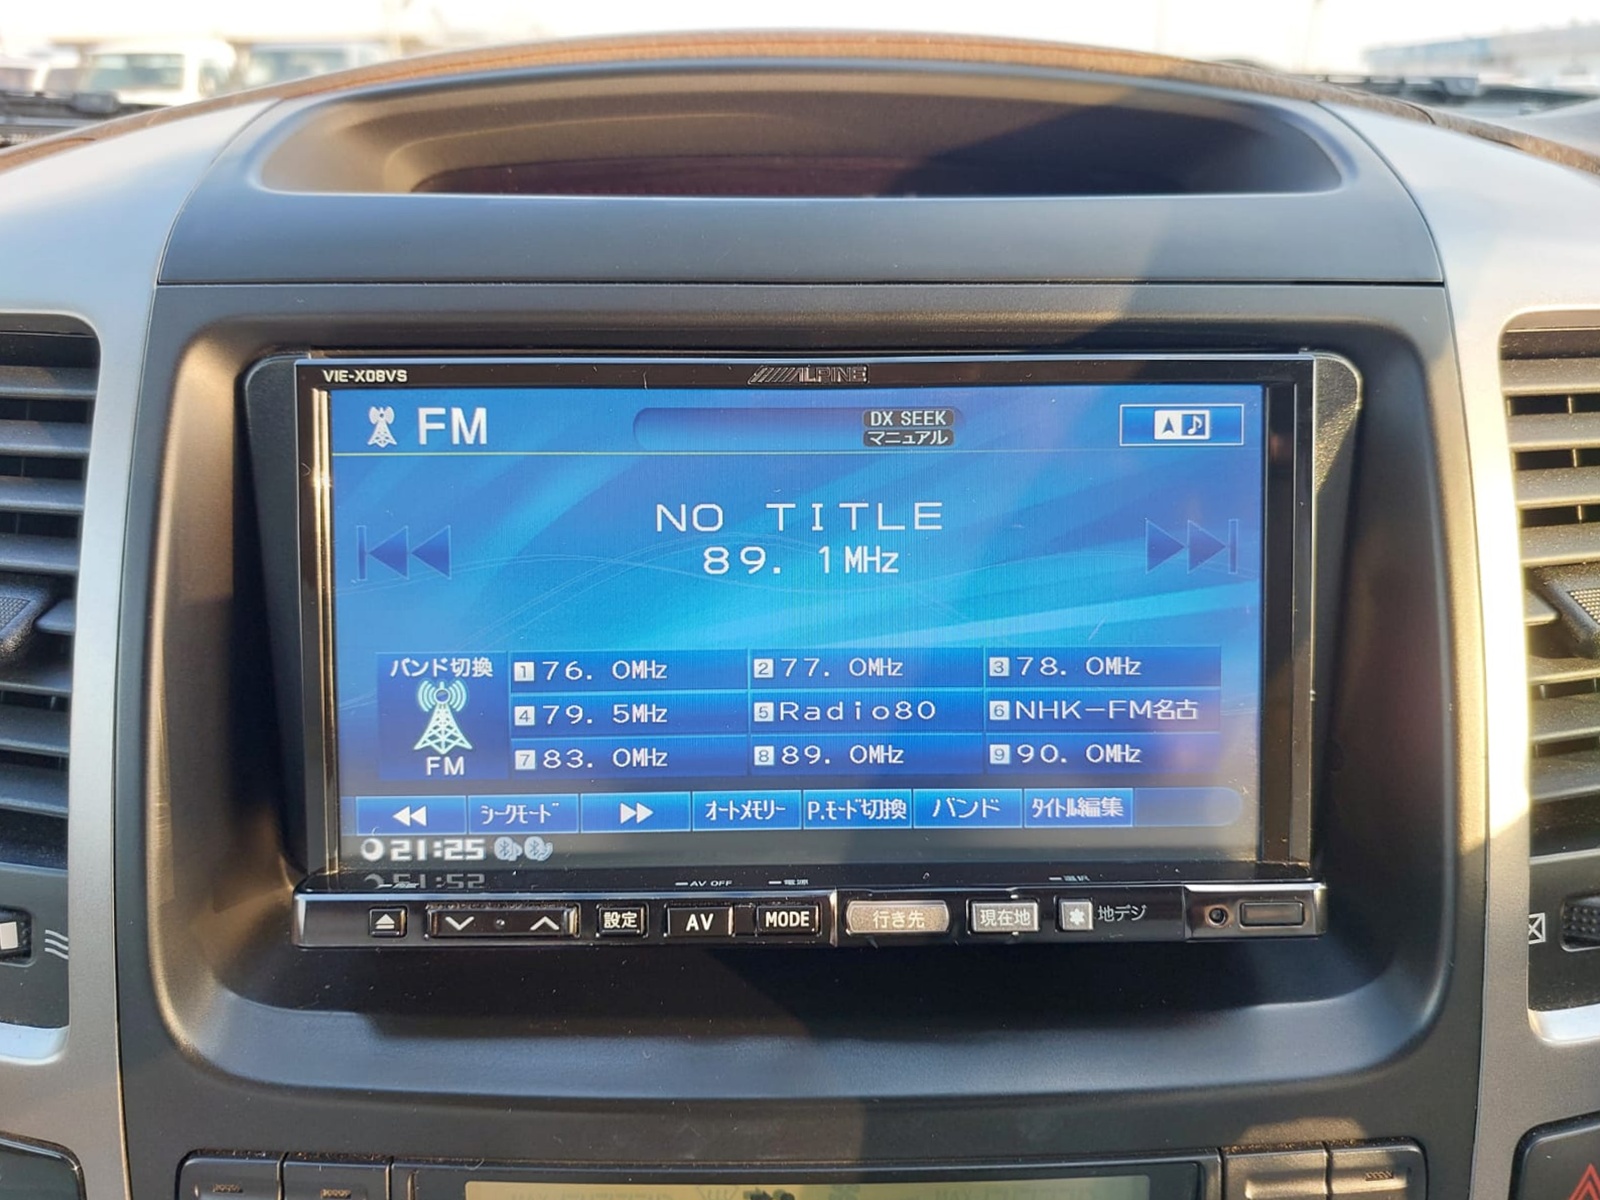 VIE-X08VS
ALPINE
FM
DX SEEK
マニュアル
NO TITLE
89. 1MHz
バンド切換
FM
1 76. 0MHz
2 77. 0MHz
3 78. 0MHz
4 79. 5MHz
5 Radio80
6 NHK-FM名古
7 83. 0MHz
8 89. 0MHz
9 90. 0MHz
シークモード
オートメモリー
P.モード切換
バンド
タイトル編集
21:25
AV OFF
電源
選択
設定
AV
MODE
行き先
現在地
地デジ